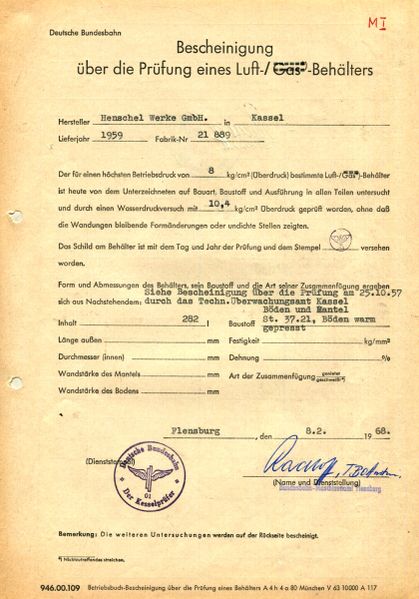 Deutsche Bundesbahn
M I
Bescheinigung
über die Prüfung eines Luft-/Gas*)-Behälters
Hersteller Henschel Werke GmbH. in Kassel
Lieferjahr 1959 Fabrik-Nr 21 889
Der für einen höchsten Betriebsdruck von 8 kg/cm² (Überdruck) bestimmte Luft-/Gas*)-Behälter
ist heute von dem Unterzeichneten auf Bauart, Baustoff und Ausführung in allen Teilen untersucht
und durch einen Wasserdruckversuch mit 10,4 kg/cm² Überdruck geprüft worden, ohne daß
die Wandungen bleibende Formänderungen oder undichte Stellen zeigten.
Das Schild am Behälter ist mit dem Tag und Jahr der Prüfung und dem Stempel versehen
worden.
Form und Abmessungen des Behälters, sein Baustoff und die Art seiner Zusammenfügung ergeben
sich aus Nachstehendem: Siehe Bescheinigung über die Prüfung am 25.10.57
durch das Techn.Überwachungsamt Kassel
Böden und Mantel
Inhalt 282 l Baustoff St. 37.21, Böden warm
gepresst
Länge außen mm Festigkeit kg/mm²
Durchmesser (innen) mm Dehnung %
Wandstärke des Mantels mm Art der Zusammenfügung genietet geschweißt *)
Wandstärke des Bodens mm
Flensburg, den 8.2. 1968.
(Dienststempel)
Deutsche Bundesbahn
01
Der Kesselprüfer
(Name und Dienststellung)
Bundesbahn-Maschinenamt Flensburg
Bemerkung: Die weiteren Untersuchungen werden auf der Rückseite bescheinigt.
*) Nichtzutreffendes streichen.
946.00.109 Betriebsbuch-Bescheinigung über die Prüfung eines Behälters A 4 h 4 a 80 München V 63 10000 A 117